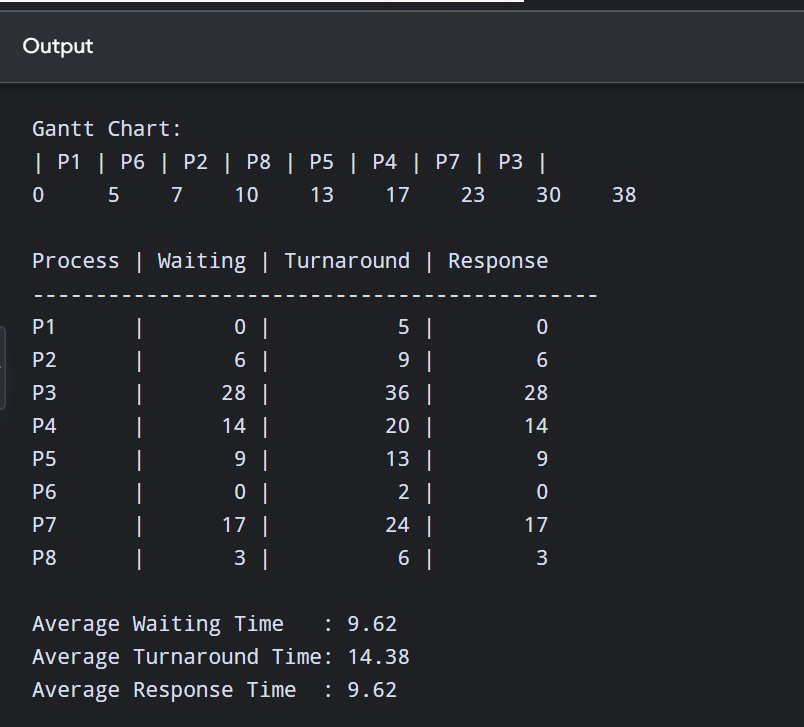 Output
Gantt Chart:
| P1 | P6 | P2 | P8 | P5 | P4 | P7 | P3 |
0     5    7    10    13    17    23    30    38
Process | Waiting | Turnaround | Response
---------------------------------------------
P1      |       0 |          5 |        0
P2      |       6 |          9 |        6
P3      |      28 |         36 |       28
P4      |      14 |         20 |       14
P5      |       9 |         13 |        9
P6      |       0 |          2 |        0
P7      |      17 |         24 |       17
P8      |       3 |          6 |        3
Average Waiting Time   : 9.62
Average Turnaround Time: 14.38
Average Response Time  : 9.62